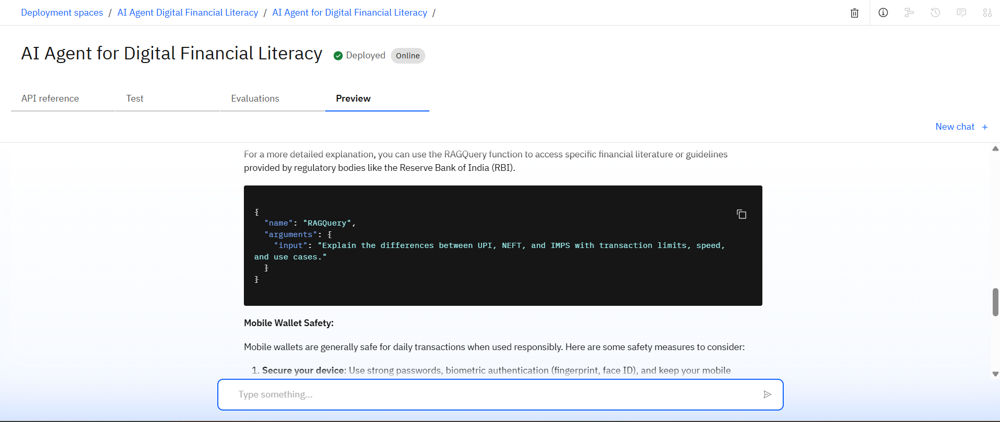 Deployment spaces / AI Agent Digital Financial Literacy / AI Agent for Digital Financial Literacy /
AI Agent for Digital Financial Literacy Deployed Online
API reference Test Evaluations Preview
New chat +
For a more detailed explanation, you can use the RAGQuery function to access specific financial literature or guidelines
provided by regulatory bodies like the Reserve Bank of India (RBI).
{
"name": "RAGQuery",
"arguments": {
"input": "Explain the differences between UPI, NEFT, and IMPS with transaction limits, speed,
and use cases."
}
}
Mobile Wallet Safety:
Mobile wallets are generally safe for daily transactions when used responsibly. Here are some safety measures to consider:
1. Secure your device: Use strong passwords, biometric authentication (fingerprint, face ID), and keep your mobile
Type something...